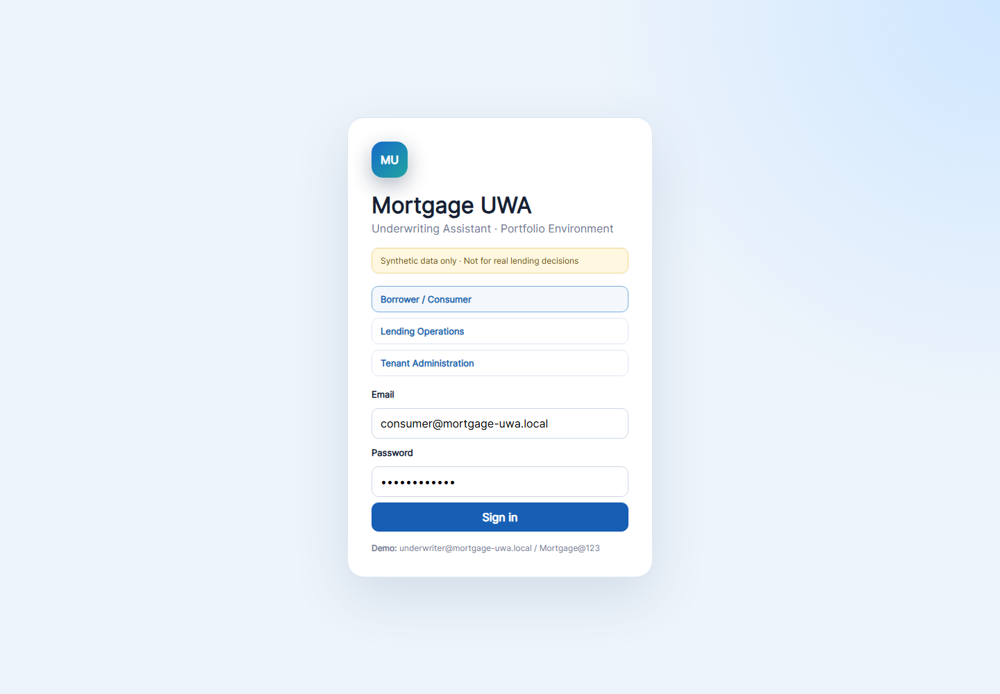 MU
Mortgage UWA
Underwriting Assistant · Portfolio Environment
Synthetic data only · Not for real lending decisions
Borrower / Consumer
Lending Operations
Tenant Administration
Email
consumer@mortgage-uwa.local
Password
••••••••••••
Sign in
Demo: underwriter@mortgage-uwa.local / Mortgage@123